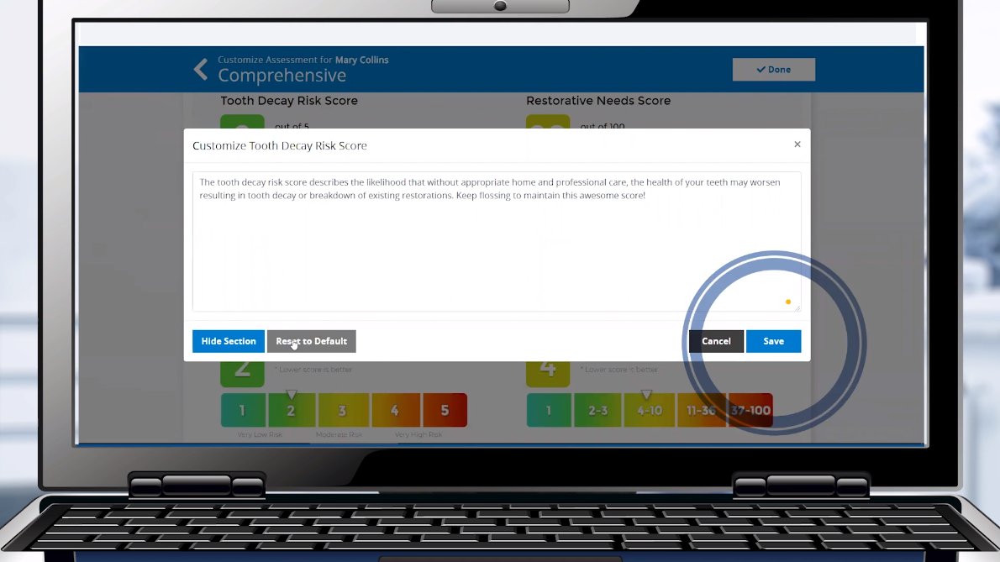 Customize Assessment for Mary Collins
Comprehensive
Done
Tooth Decay Risk Score
out of 5
Restorative Needs Score
out of 100
Customize Tooth Decay Risk Score
×
The tooth decay risk score describes the likelihood that without appropriate home and professional care, the health of your teeth may worsen
resulting in tooth decay or breakdown of existing restorations. Keep flossing to maintain this awesome score!
Hide Section
Reset to Default
Cancel
Save
2
* Lower score is better
1 2 3 4 5
Very Low Risk Moderate Risk Very High Risk
4
* Lower score is better
1 2-3 4-10 11-36 37-100